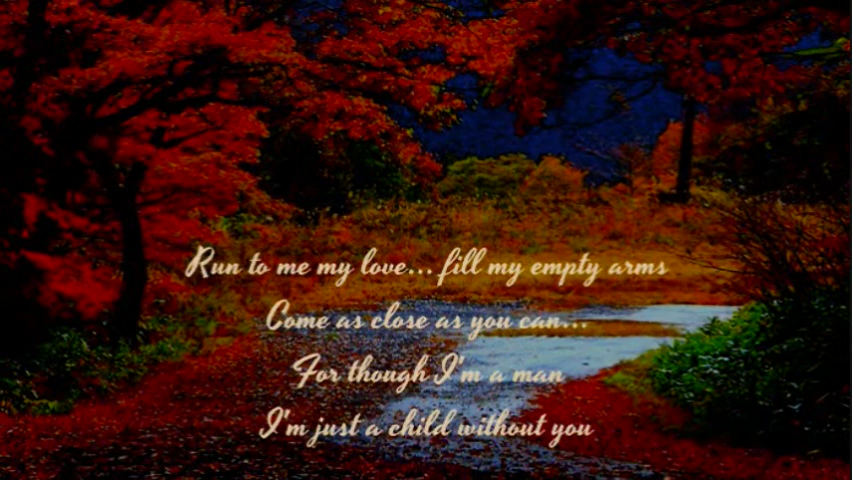 Run to me my love... fill my empty arms
Come as close as you can...
For though I'm a man
I'm just a child without you